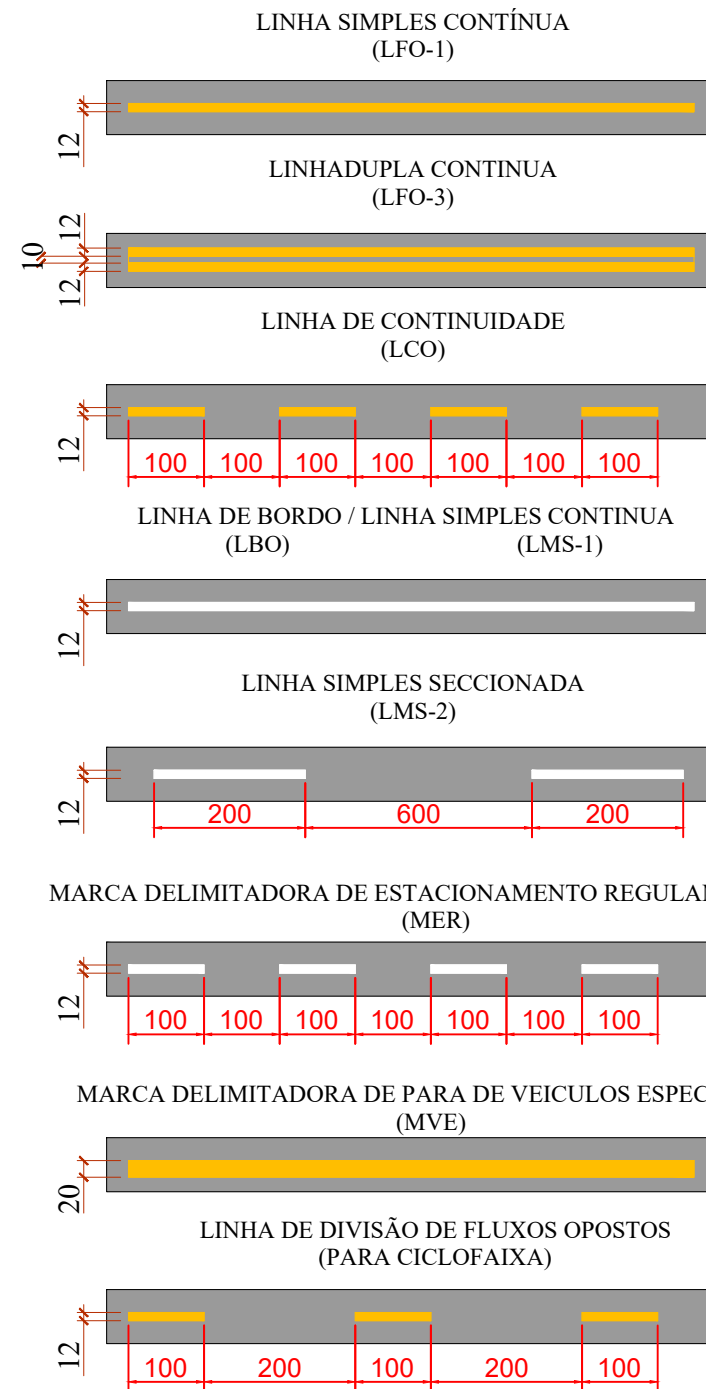 LINHA SIMPLES CONTÍNUA
(LFO-1)
12
LINHADUPLA CONTINUA
(LFO-3)
12
10
12
LINHA DE CONTINUIDADE
(LCO)
12
100 100 100 100 100 100 100
LINHA DE BORDO / LINHA SIMPLES CONTINUA
(LBO) (LMS-1)
12
LINHA SIMPLES SECCIONADA
(LMS-2)
12
200 600 200
MARCA DELIMITADORA DE ESTACIONAMENTO REGULA
(MER)
12
100 100 100 100 100 100 100
MARCA DELIMITADORA DE PARA DE VEICULOS ESPEC
(MVE)
20
LINHA DE DIVISÃO DE FLUXOS OPOSTOS
(PARA CICLOFAIXA)
12
100 200 100 200 100